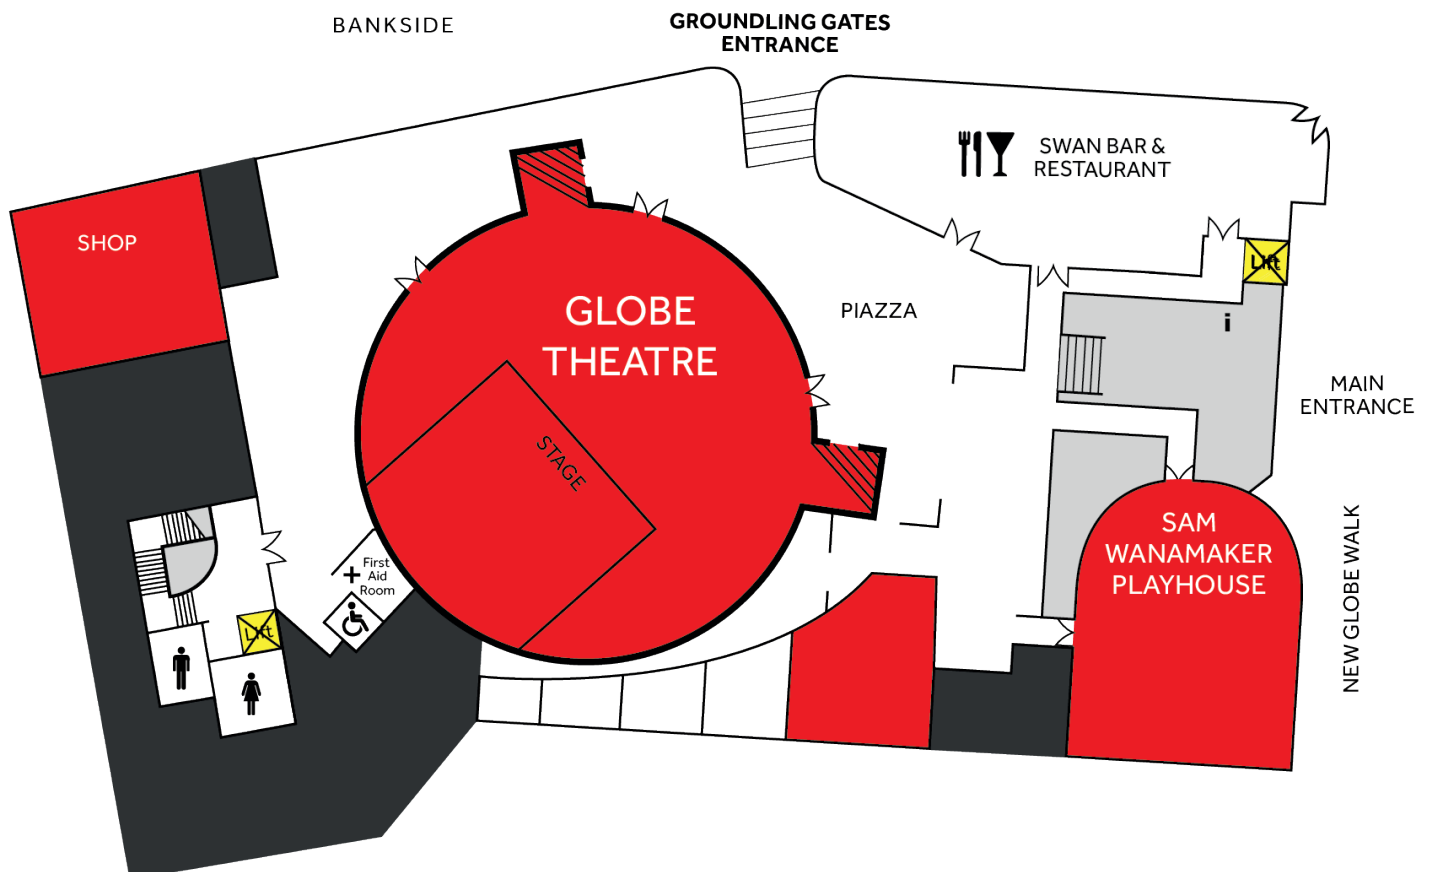 BANKSIDE
GROUNDLING GATES
ENTRANCE
SWAN BAR &
RESTAURANT
SHOP
Lift
i
GLOBE
THEATRE
PIAZZA
MAIN
ENTRANCE
STAGE
SAM
WANAMAKER
PLAYHOUSE
NEW GLOBE WALK
First
Aid
Room
Lift